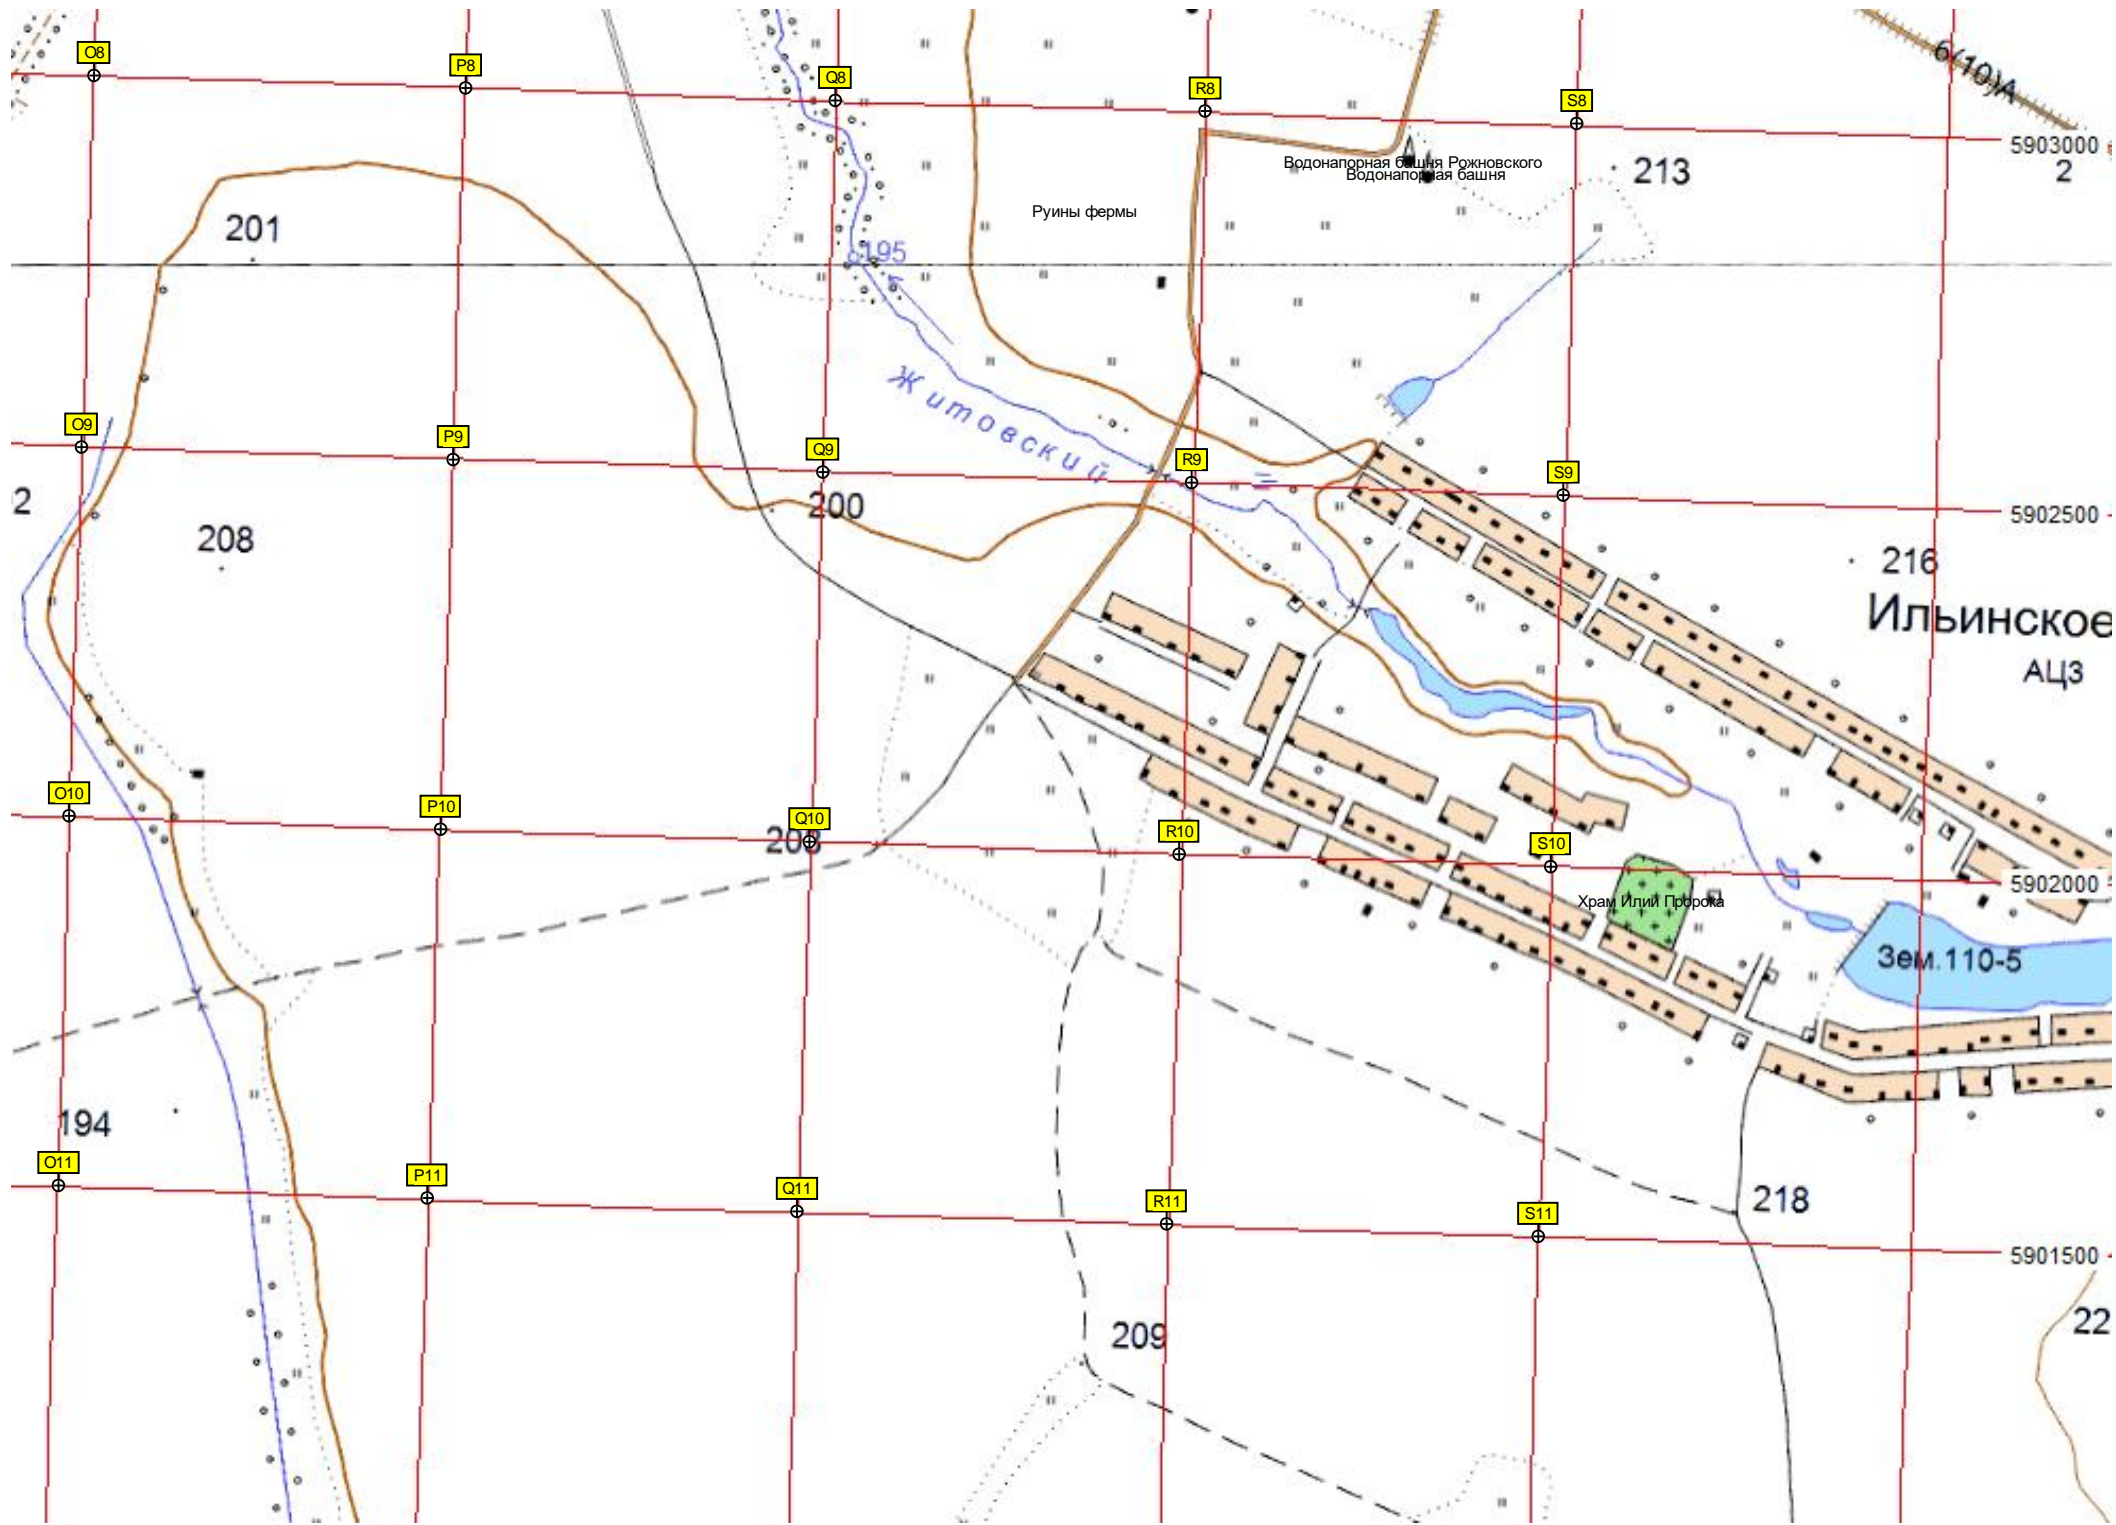 O8
P8
Q8
R8
S8
б(10)А
5903000
2
213
Водонапорная башня Рожновского
Водонапорная башня
Руины фермы
201
195
Житовский
O9
P9
Q9
R9
S9
2
200
5902500
208
216
Ильинское
АЦЗ
O10
P10
Q10
R10
S10
5902000
Храм Илии Пророка
Зем.110-5
194
O11
P11
Q11
R11
S11
218
5901500
209
22